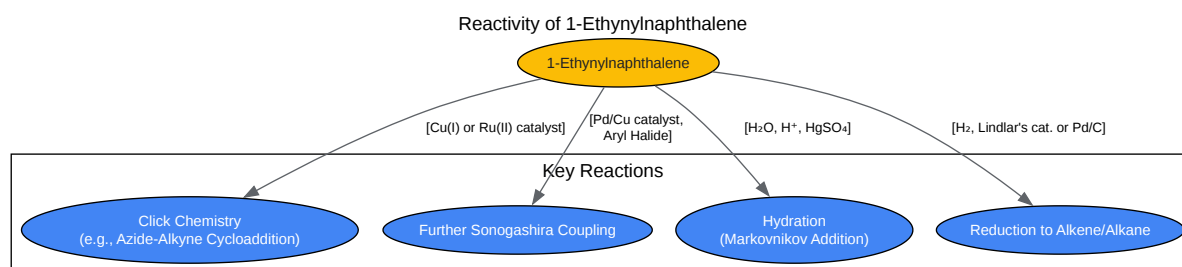 Reactivity of 1-Ethynylnaphthalene
1-Ethynylnaphthalene
[Cu(I) or Ru(II) catalyst]
[Pd/Cu catalyst,
Aryl Halide]
[H₂O, H⁺, HgSO₄]
[H₂, Lindlar's cat. or Pd/C]
Key Reactions
Click Chemistry
(e.g., Azide-Alkyne Cycloaddition)
Further Sonogashira Coupling
Hydration
(Markovnikov Addition)
Reduction to Alkene/Alkane